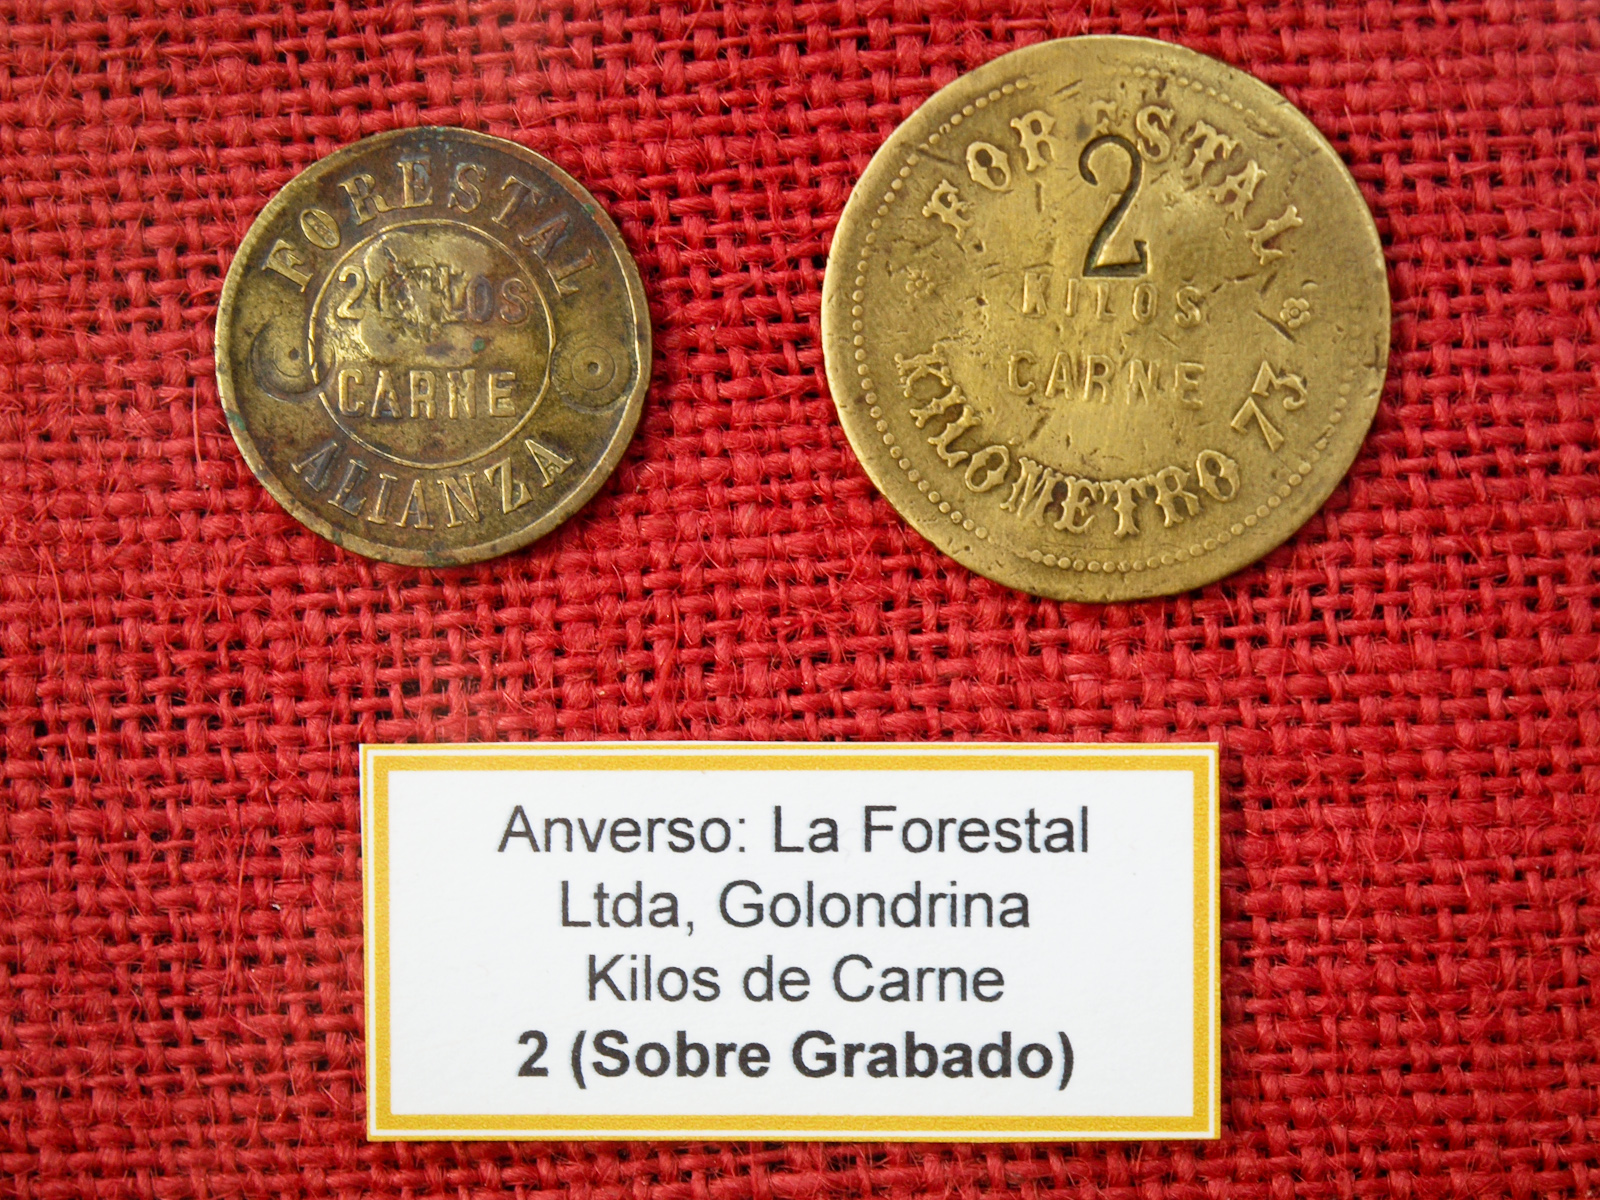 FORESTAL
2 KILOS
CARNE
ALIANZA
FORESTAL
2
KILOS
CARNE
KILOMETRO 73
Anverso: La Forestal
Ltda, Golondrina
Kilos de Carne
2 (Sobre Grabado)